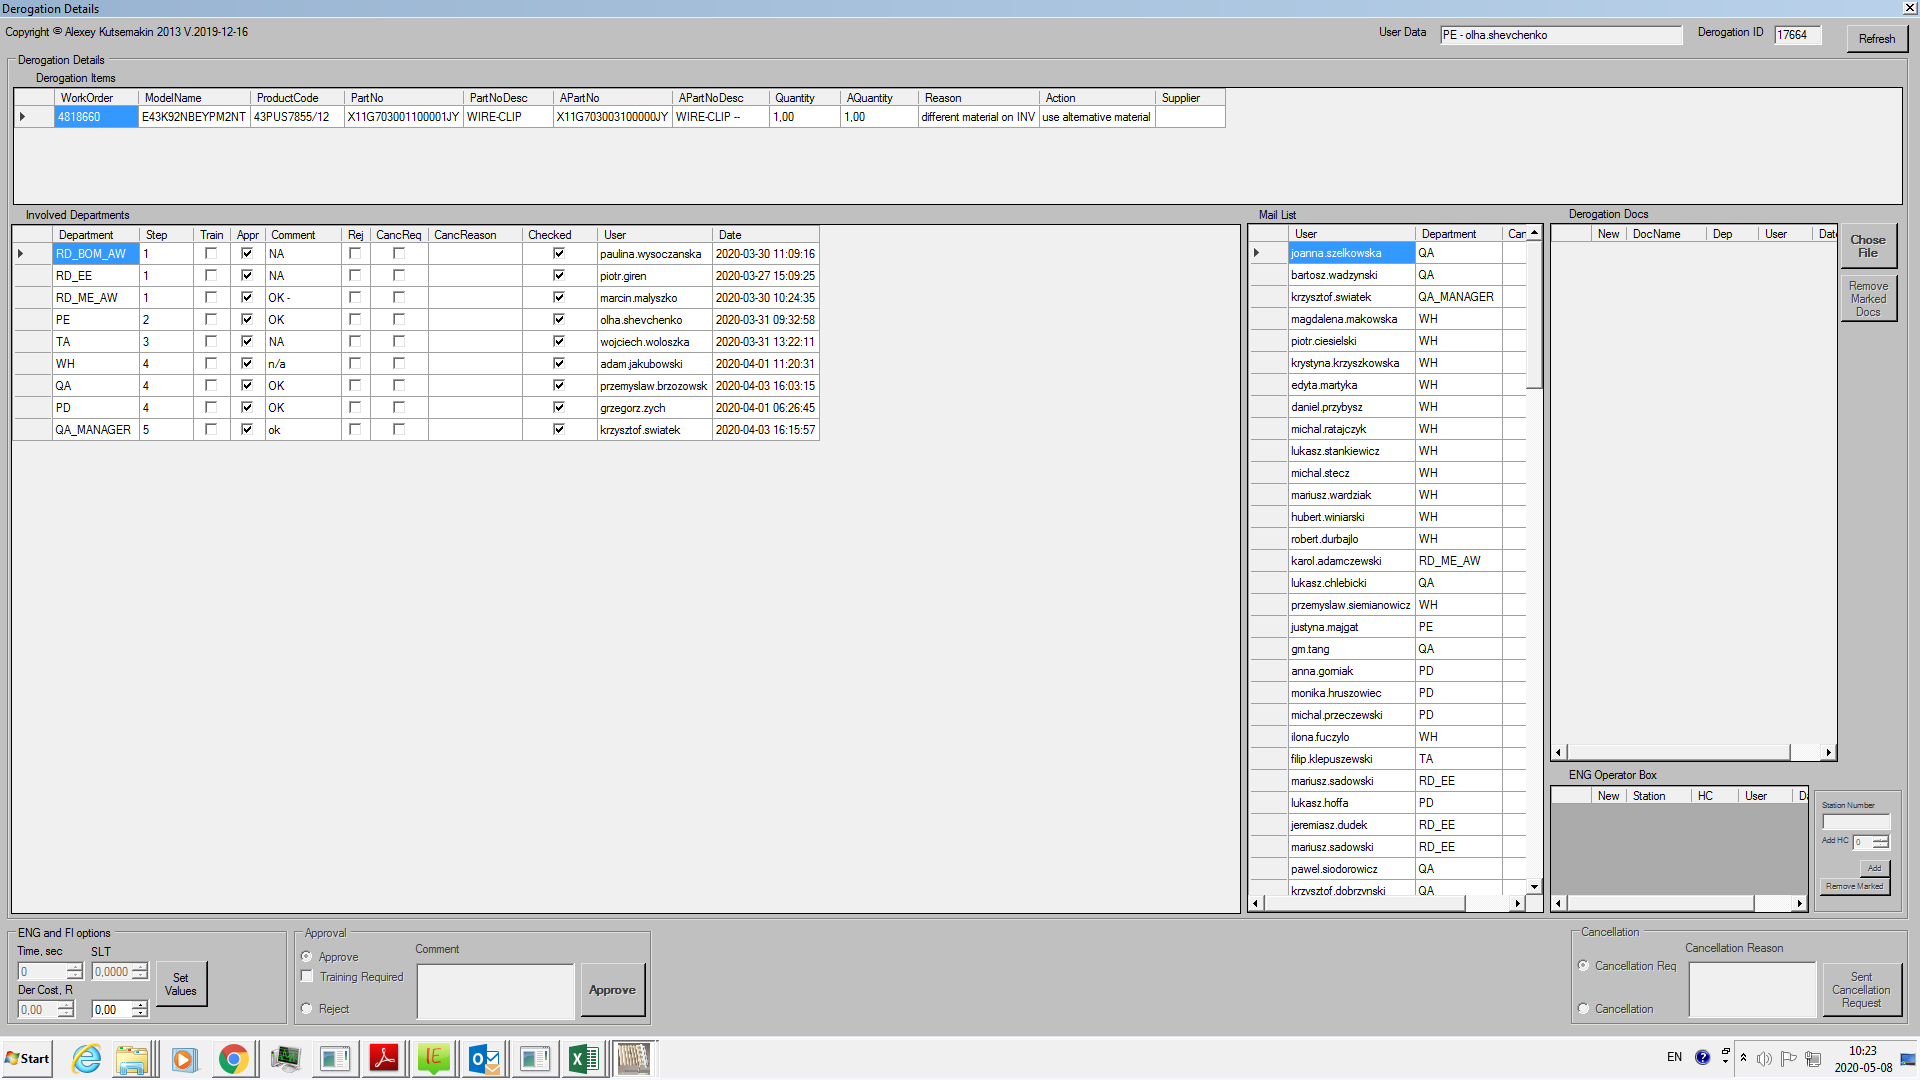 Derogation Details
Copyright © Alexey Kutsemakin 2013 V.2019-12-16
User Data PE - olha.shevchenko Derogation ID 17664 Refresh
Derogation Details
Derogation Items
WorkOrder ModelName ProductCode PartNo PartNoDesc APartNo APartNoDesc Quantity AQuantity Reason Action Supplier
4818660 E43K92NBEYPM2NT 43PUS7855/12 X11G703001100001JY WIRE-CLIP X11G703003100000JY WIRE-CLIP -- 1,00 1,00 different material on INV use alternative material
Involved Departments
Department Step Train Appr Comment Rej CancReq CancReason Checked User Date
RD_BOM_AW 1 NA paulina.wysoczanska 2020-03-30 11:09:16
RD_EE 1 NA piotr.giren 2020-03-27 15:09:25
RD_ME_AW 1 OK - marcin.malyszko 2020-03-30 10:24:35
PE 2 OK olha.shevchenko 2020-03-31 09:32:58
TA 3 NA wojciech.woloszka 2020-03-31 13:22:11
WH 4 n/a adam.jakubowski 2020-04-01 11:20:31
QA 4 OK przemyslaw.brzozowsk 2020-04-03 16:03:15
PD 4 OK grzegorz.zych 2020-04-01 06:26:45
QA_MANAGER 5 ok krzysztof.swiatek 2020-04-03 16:15:57
Mail List
User Department Can
joanna.szelkowska QA
bartosz.wadzynski QA
krzysztof.swiatek QA_MANAGER
magdalena.makowska WH
piotr.ciesielski WH
krystyna.krzyszkowska WH
edyta.martyka WH
daniel.przybysz WH
michal.ratajczyk WH
lukasz.stankiewicz WH
michal.stecz WH
mariusz.wardziak WH
hubert.winiarski WH
robert.durbajlo WH
karol.adamczewski RD_ME_AW
lukasz.chlebicki QA
przemyslaw.siemianowicz WH
justyna.majgat PE
gm.tang QA
anna.gorniak PD
monika.hruszowiec PD
michal.przeczewski PD
ilona.fuczylo WH
filip.klepuszewski TA
mariusz.sadowski RD_EE
lukasz.hoffa PD
jeremiasz.dudek RD_EE
mariusz.sadowski RD_EE
pawel.siodorowicz QA
krzysztof.dobrzynski QA
Derogation Docs
New DocName Dep User Date
Chose
File
Remove
Marked
Docs
ENG Operator Box
New Station HC User Da
Station Number
Add HC 0
Add
Remove Marked
ENG and FI options
Time, sec SLT
0 0,0000
Der Cost, R
0,00 0,00
Set
Values
Approval
Approve
Training Required
Reject
Comment
Approve
Cancellation
Cancellation Req
Cancellation
Cancellation Reason
Sent
Cancellation
Request
Start
EN
10:23
2020-05-08